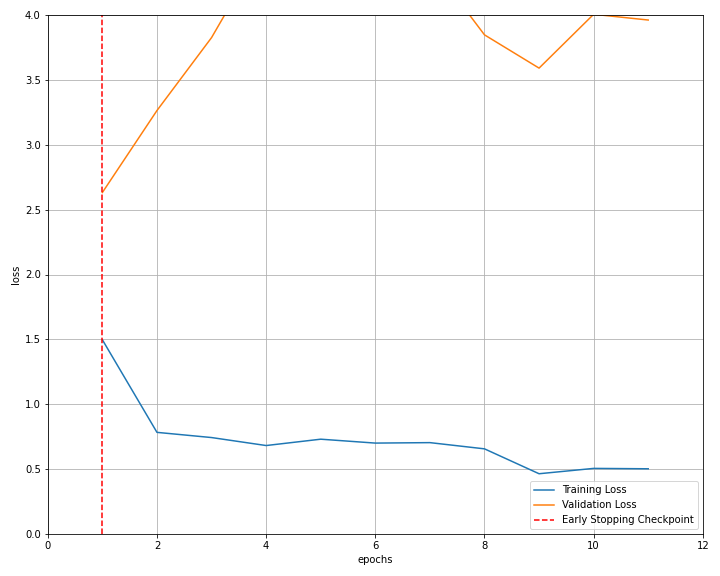 4.0
3.5
3.0
2.5
2.0
1.5
1.0
0.5
0.0
loss
0 2 4 6 8 10 12
epochs
Training Loss
Validation Loss
Early Stopping Checkpoint